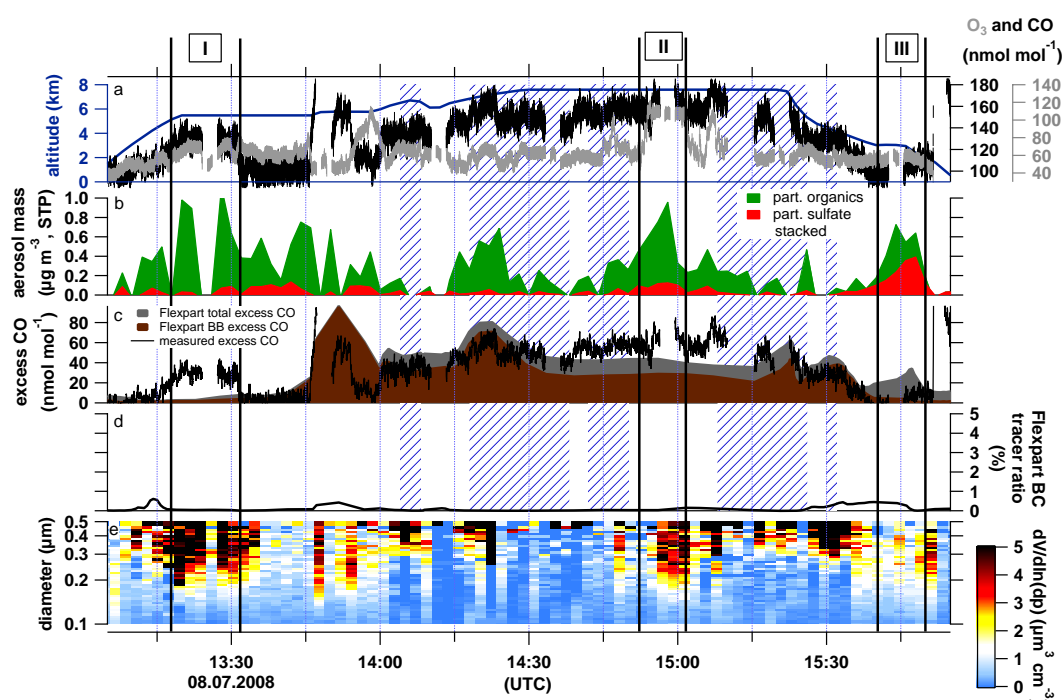 I
II
III
O3 and CO
(nmol mol-1)
a
altitude (km)
8
6
4
2
0
180
160
140
120
100
140
120
100
80
60
40
b
aerosol mass
(µg m-3, STP)
1.0
0.8
0.6
0.4
0.2
0.0
part. organics
part. sulfate
stacked
c
excess CO
(nmol mol-1)
80
60
40
20
0
Flexpart total excess CO
Flexpart BB excess CO
measured excess CO
d
5
4
3
2
1
0
Flexpart BC
tracer ratio
(%)
e
diameter (µm)
0.5
0.4
0.3
0.2
0.1
5
4
3
2
1
0
dV/dln(dp) (µm3 cm-3)
13:30
14:00
14:30
15:00
15:30
08.07.2008
(UTC)